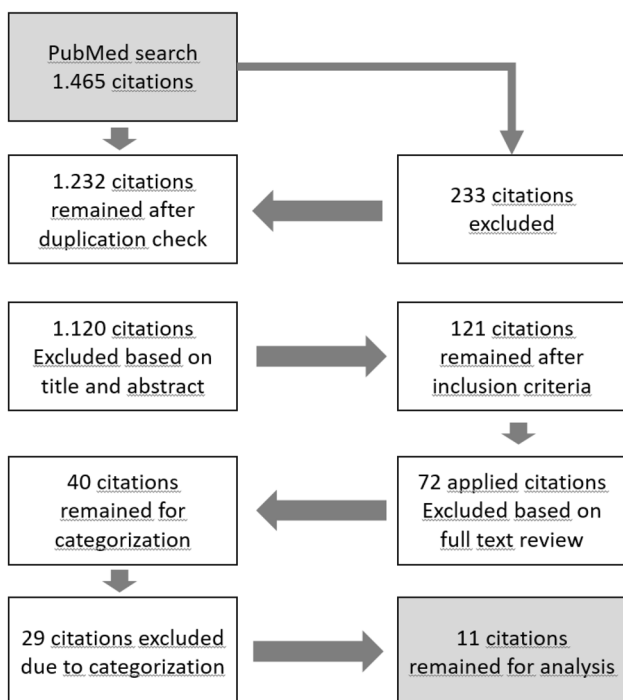 PubMed search
1.465 citations
1.232 citations
remained after
duplication check
233 citations
excluded
1.120 citations
Excluded based on
title and abstract
121 citations
remained after
inclusion criteria
40 citations
remained for
categorization
72 applied citations
Excluded based on
full text review
29 citations excluded
due to categorization
11 citations
remained for analysis